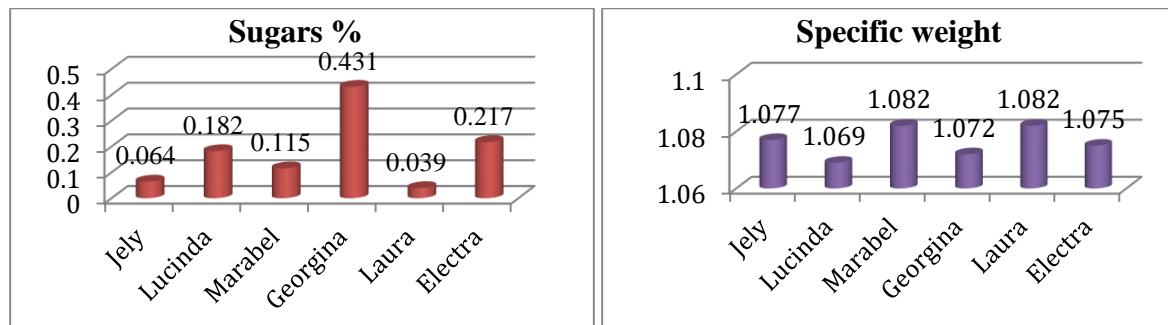 Sugars %
0.5
0.4
0.3
0.2
0.1
0
0.064
0.182
0.115
0.431
0.039
0.217
Jely
Lucinda
Marabel
Georgina
Laura
Electra
Specific weight
1.1
1.08
1.06
1.077
1.069
1.082
1.072
1.082
1.075
Jely
Lucinda
Marabel
Georgina
Laura
Electra